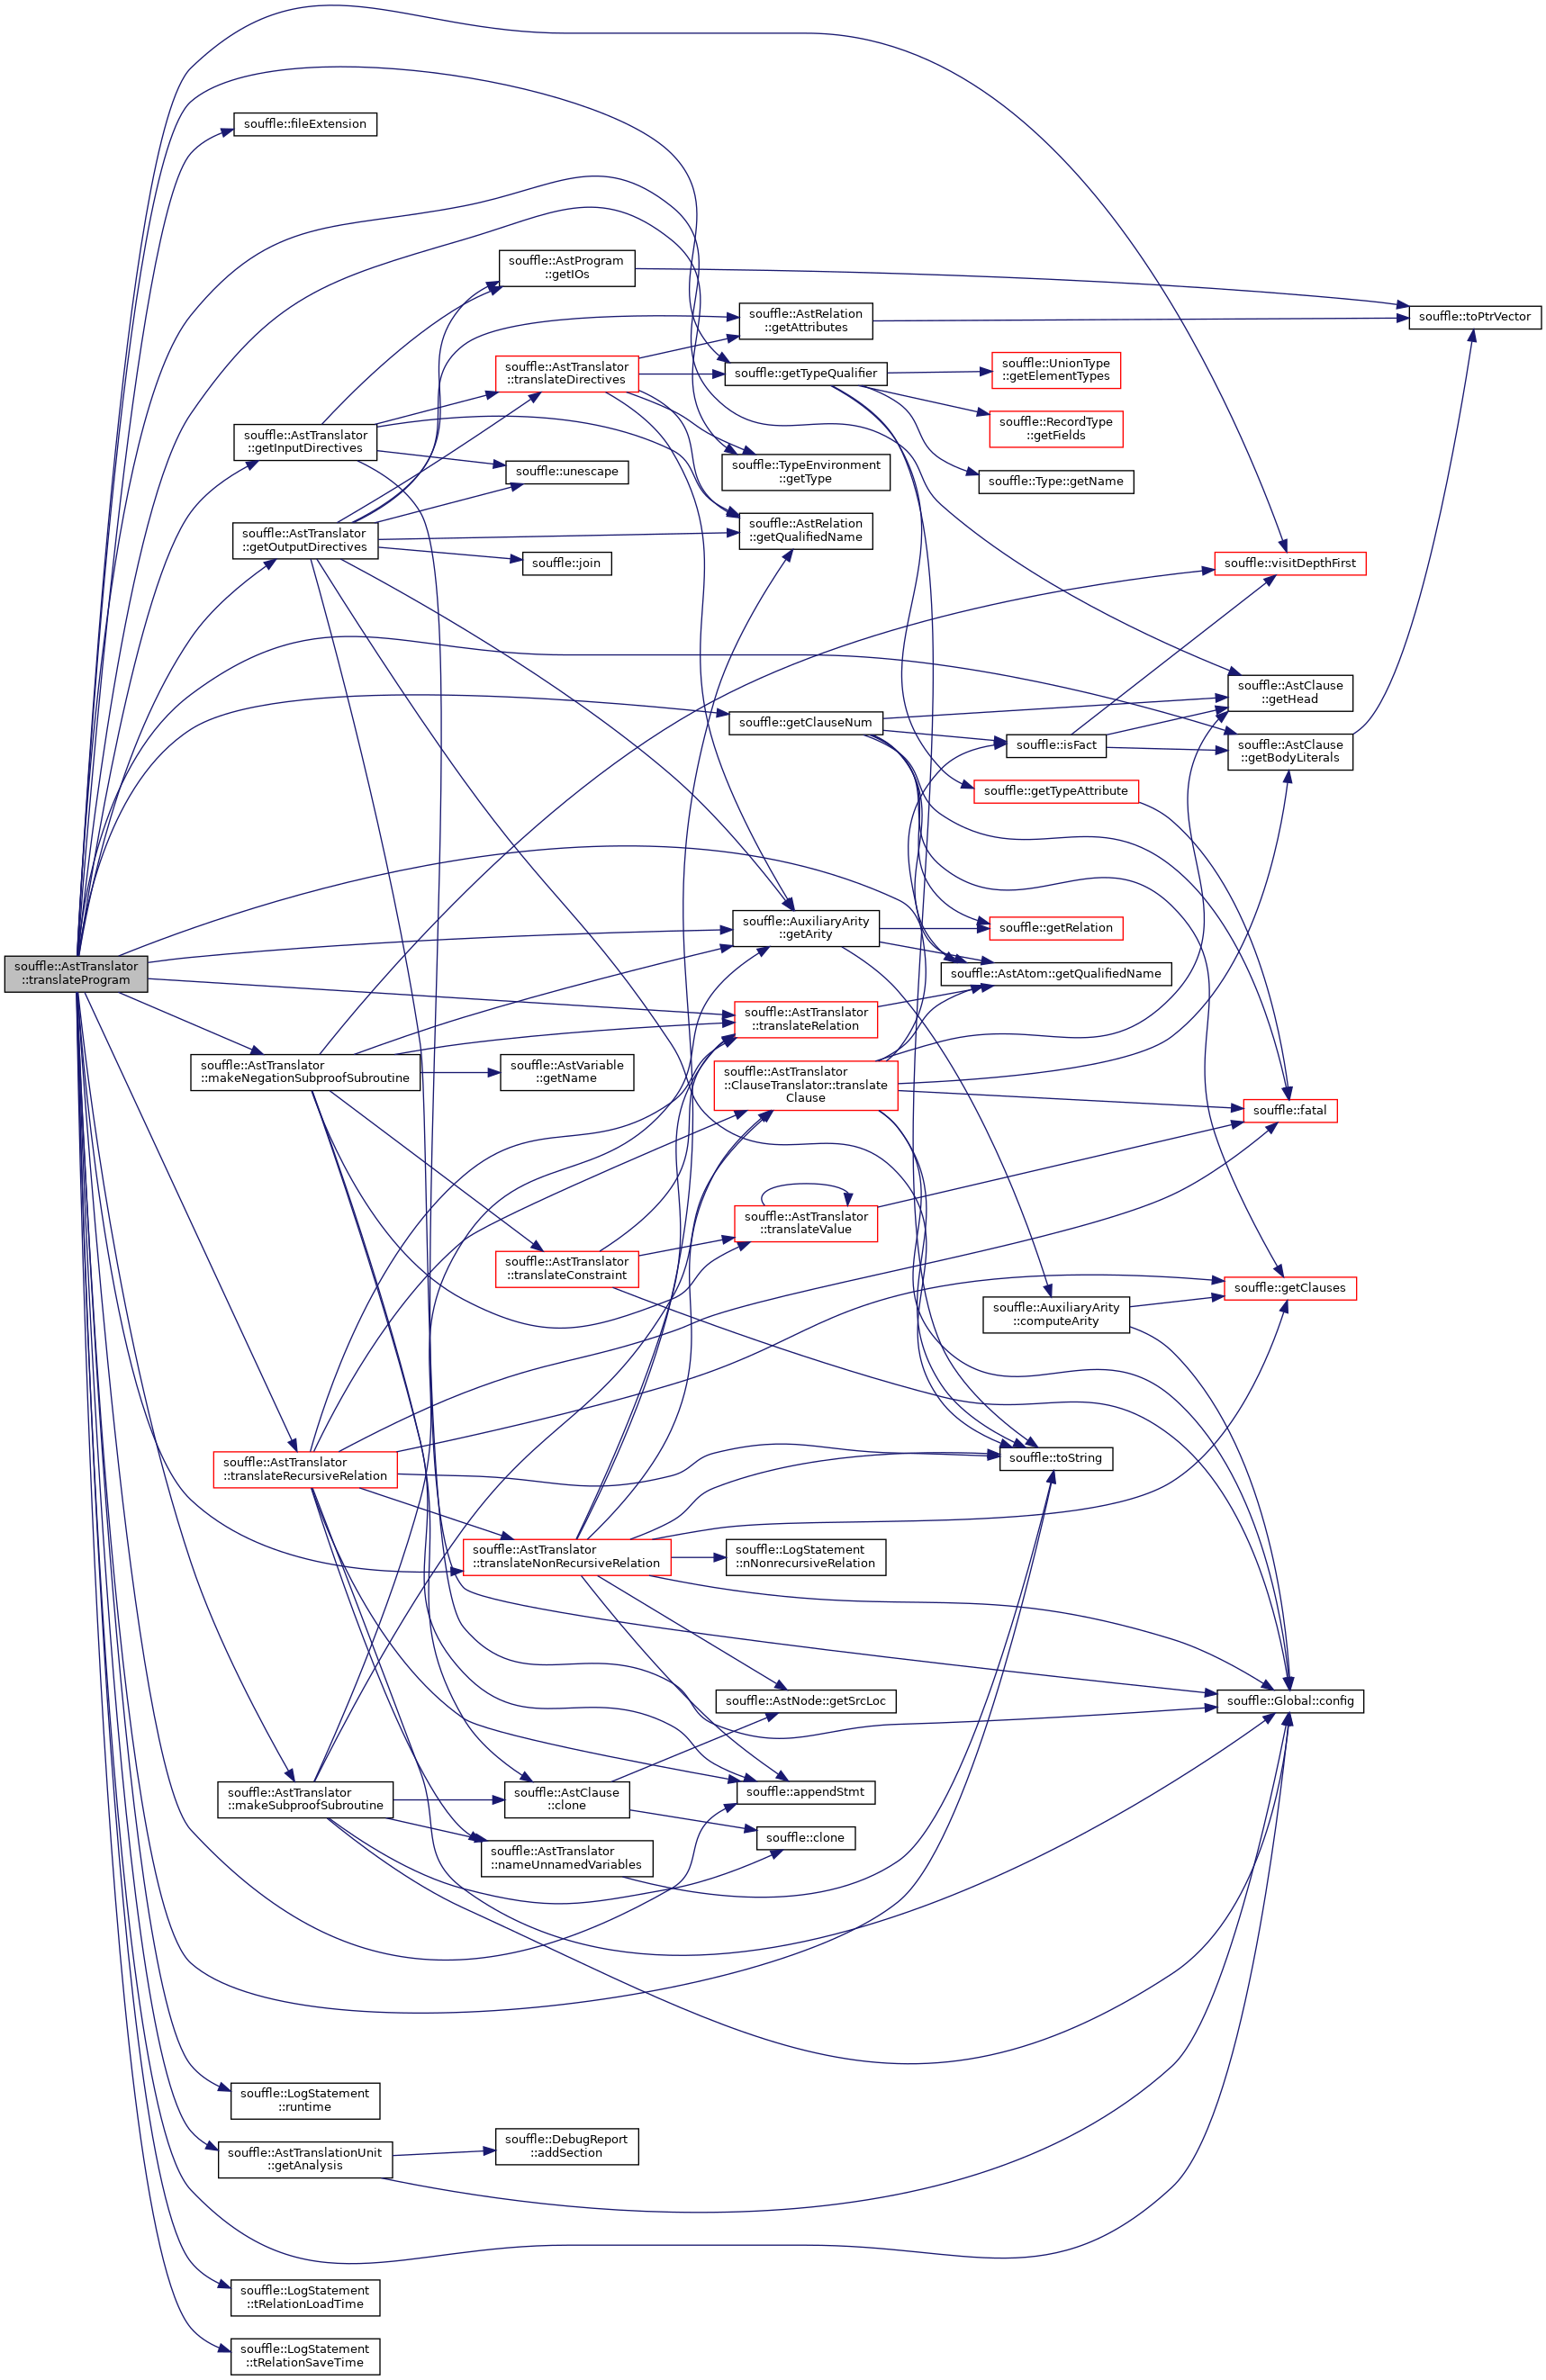 souffle::fileExtension
souffle::AstProgram
::getIOs
souffle::AstRelation
::getAttributes
souffle::toPtrVector
souffle::AstTranslator
::translateDirectives
souffle::getTypeQualifier
souffle::UnionType
::getElementTypes
souffle::RecordType
::getFields
souffle::AstTranslator
::getInputDirectives
souffle::unescape
souffle::TypeEnvironment
::getType
souffle::Type::getName
souffle::AstTranslator
::getOutputDirectives
souffle::join
souffle::AstRelation
::getQualifiedName
souffle::visitDepthFirst
souffle::AstClause
::getHead
souffle::getClauseNum
souffle::isFact
souffle::AstClause
::getBodyLiterals
souffle::getTypeAttribute
souffle::AuxiliaryArity
::getArity
souffle::getRelation
souffle::AstTranslator
::translateProgram
souffle::AstAtom::getQualifiedName
souffle::AstTranslator
::translateRelation
souffle::AstTranslator
::makeNegationSubproofSubroutine
souffle::AstVariable
::getName
souffle::AstTranslator
::ClauseTranslator::translate
Clause
souffle::fatal
souffle::AstTranslator
::translateValue
souffle::AstTranslator
::translateConstraint
souffle::getClauses
souffle::AuxiliaryArity
::computeArity
souffle::AstTranslator
::translateRecursiveRelation
souffle::toString
souffle::AstTranslator
::translateNonRecursiveRelation
souffle::LogStatement
::nNonrecursiveRelation
souffle::AstNode::getSrcLoc
souffle::Global::config
souffle::AstTranslator
::makeSubproofSubroutine
souffle::AstClause
::clone
souffle::appendStmt
souffle::clone
souffle::AstTranslator
::nameUnnamedVariables
souffle::LogStatement
::runtime
souffle::AstTranslationUnit
::getAnalysis
souffle::DebugReport
::addSection
souffle::LogStatement
::tRelationLoadTime
souffle::LogStatement
::tRelationSaveTime